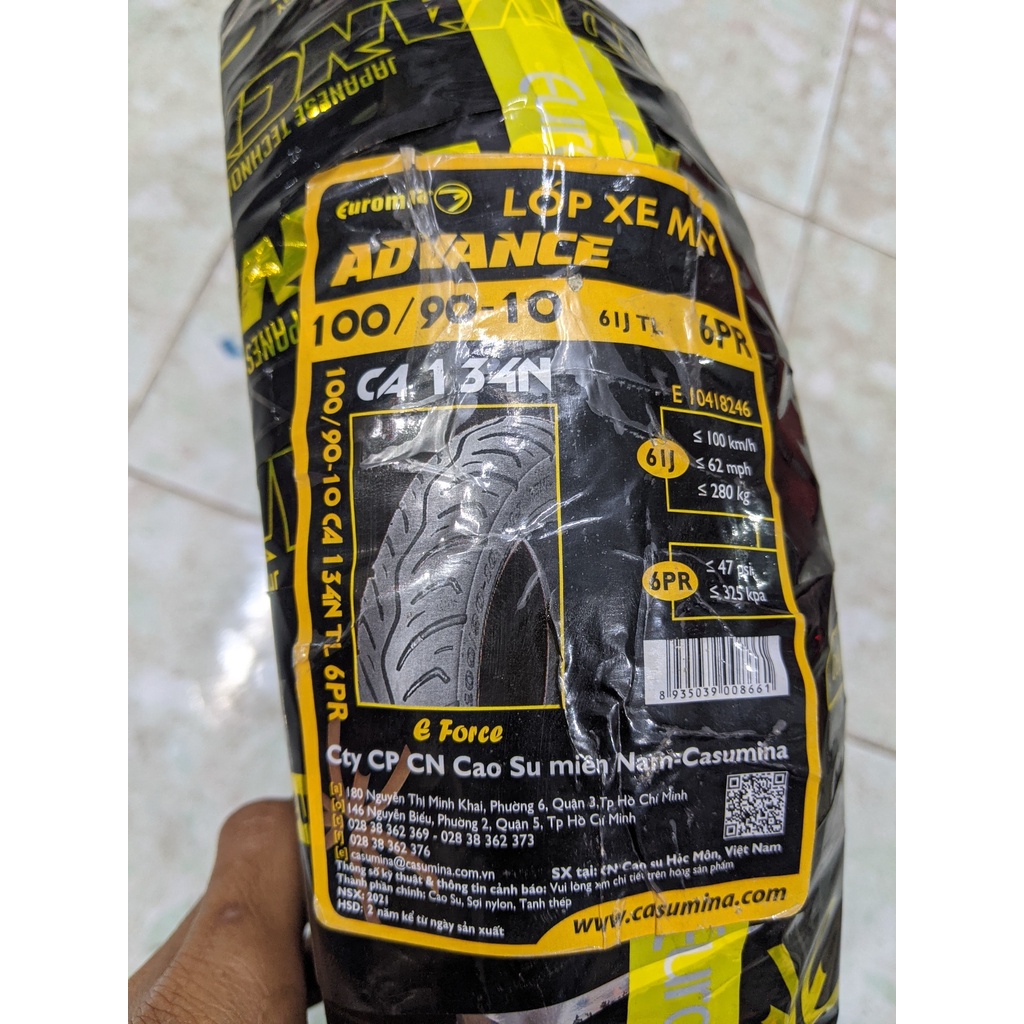 JAPANESE TECHNOLOGY
Euromina
LỐP XE MÁY
ADVANCE
100/90-10 61J TL 6PR
CA 134N
E 10418246
61J
≤ 100 km/h
≤ 62 mph
≤ 280 kg
6PR
≤ 47 psi
≤ 325 kpa
100/90-10 CA 134N TL 6PR
8 935039 008661
E Force
Cty CP CN Cao Su miền Nam-Casumina
180 Nguyễn Thị Minh Khai, Phường 6, Quận 3,Tp Hồ Chí Minh
146 Nguyễn Biểu, Phường 2, Quận 5, Tp Hồ Chí Minh
028 38 362 369 - 028 38 362 373
028 38 362 376
casumina@casumina.com.vn
SX tại: CN Cao su Hóc Môn, Việt Nam
Thông số kỹ thuật & thông tin cảnh báo: Vui lòng xem chi tiết trên hông sản phẩm
Thành phần chính: Cao Su, Sợi nylon, Tanh thép
NSX: 2021
HSD: 2 năm kể từ ngày sản xuất
www.casumina.com